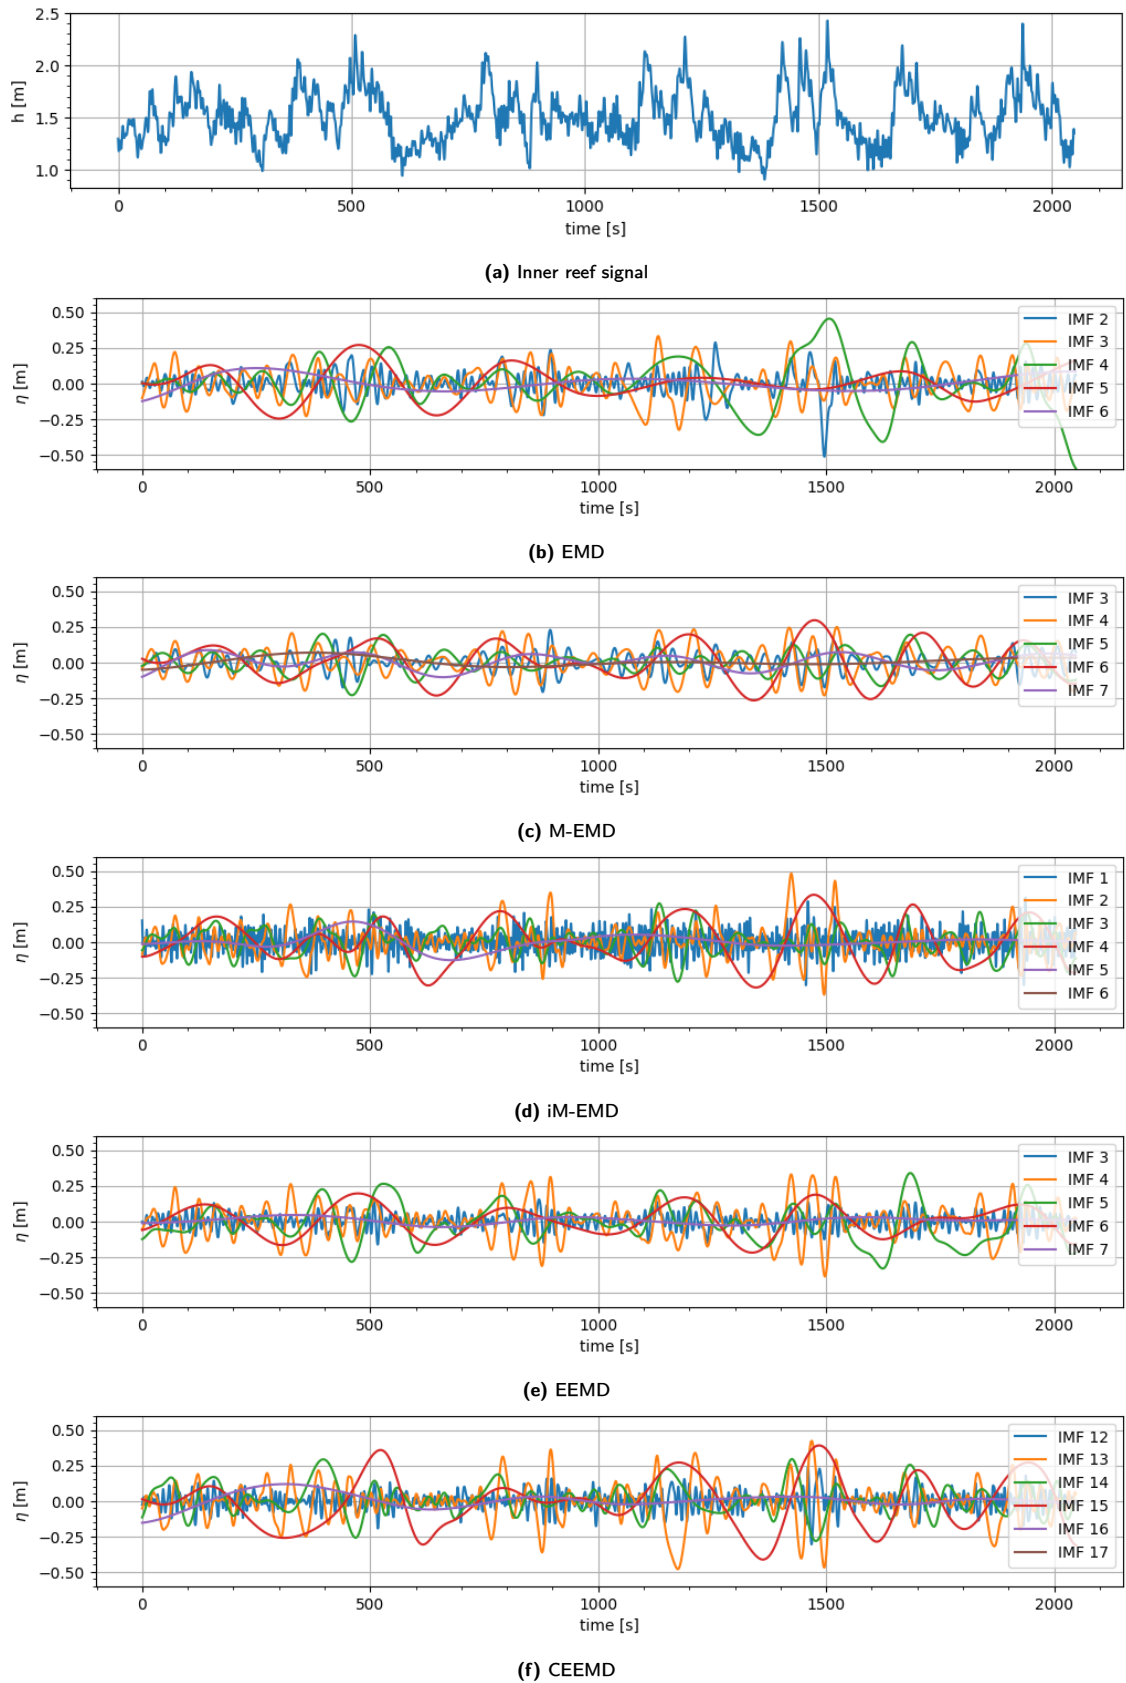 2.5
2.0
1.5
1.0
h [m]
0 500 1000 1500 2000
time [s]
(a) Inner reef signal
0.50
0.25
0.00
−0.25
−0.50
η [m]
IMF 2
IMF 3
IMF 4
IMF 5
IMF 6
0 500 1000 1500 2000
time [s]
(b) EMD
0.50
0.25
0.00
−0.25
−0.50
η [m]
IMF 3
IMF 4
IMF 5
IMF 6
IMF 7
0 500 1000 1500 2000
time [s]
(c) M-EMD
0.50
0.25
0.00
−0.25
−0.50
η [m]
IMF 1
IMF 2
IMF 3
IMF 4
IMF 5
IMF 6
0 500 1000 1500 2000
time [s]
(d) iM-EMD
0.50
0.25
0.00
−0.25
−0.50
η [m]
IMF 3
IMF 4
IMF 5
IMF 6
IMF 7
0 500 1000 1500 2000
time [s]
(e) EEMD
0.50
0.25
0.00
−0.25
−0.50
η [m]
IMF 12
IMF 13
IMF 14
IMF 15
IMF 16
IMF 17
0 500 1000 1500 2000
time [s]
(f) CEEMD